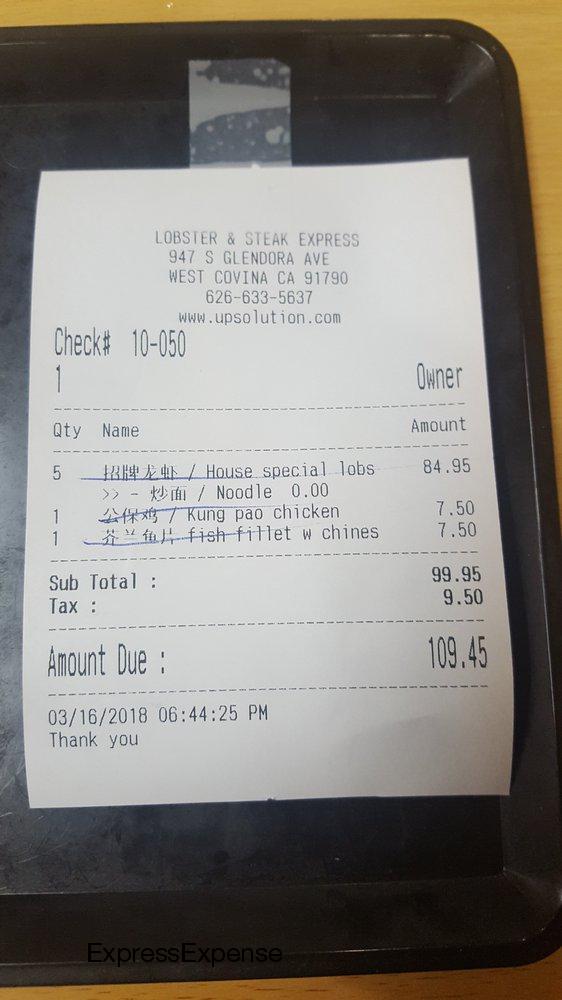 LOBSTER & STEAK EXPRESS
947 S GLENDORA AVE
WEST COVINA CA 91790
626-633-5637
www.upsolution.com
Check# 10-050
1 Owner
Qty Name Amount
5 招牌龙虾 / House special lobs 84.95
>> - 炒面 / Noodle 0.00
1 公保鸡 / Kung pao chicken 7.50
1 芥兰鱼片 fish fillet w chines 7.50
Sub Total : 99.95
Tax : 9.50
Amount Due : 109.45
03/16/2018 06:44:25 PM
Thank you
ExpressExpense